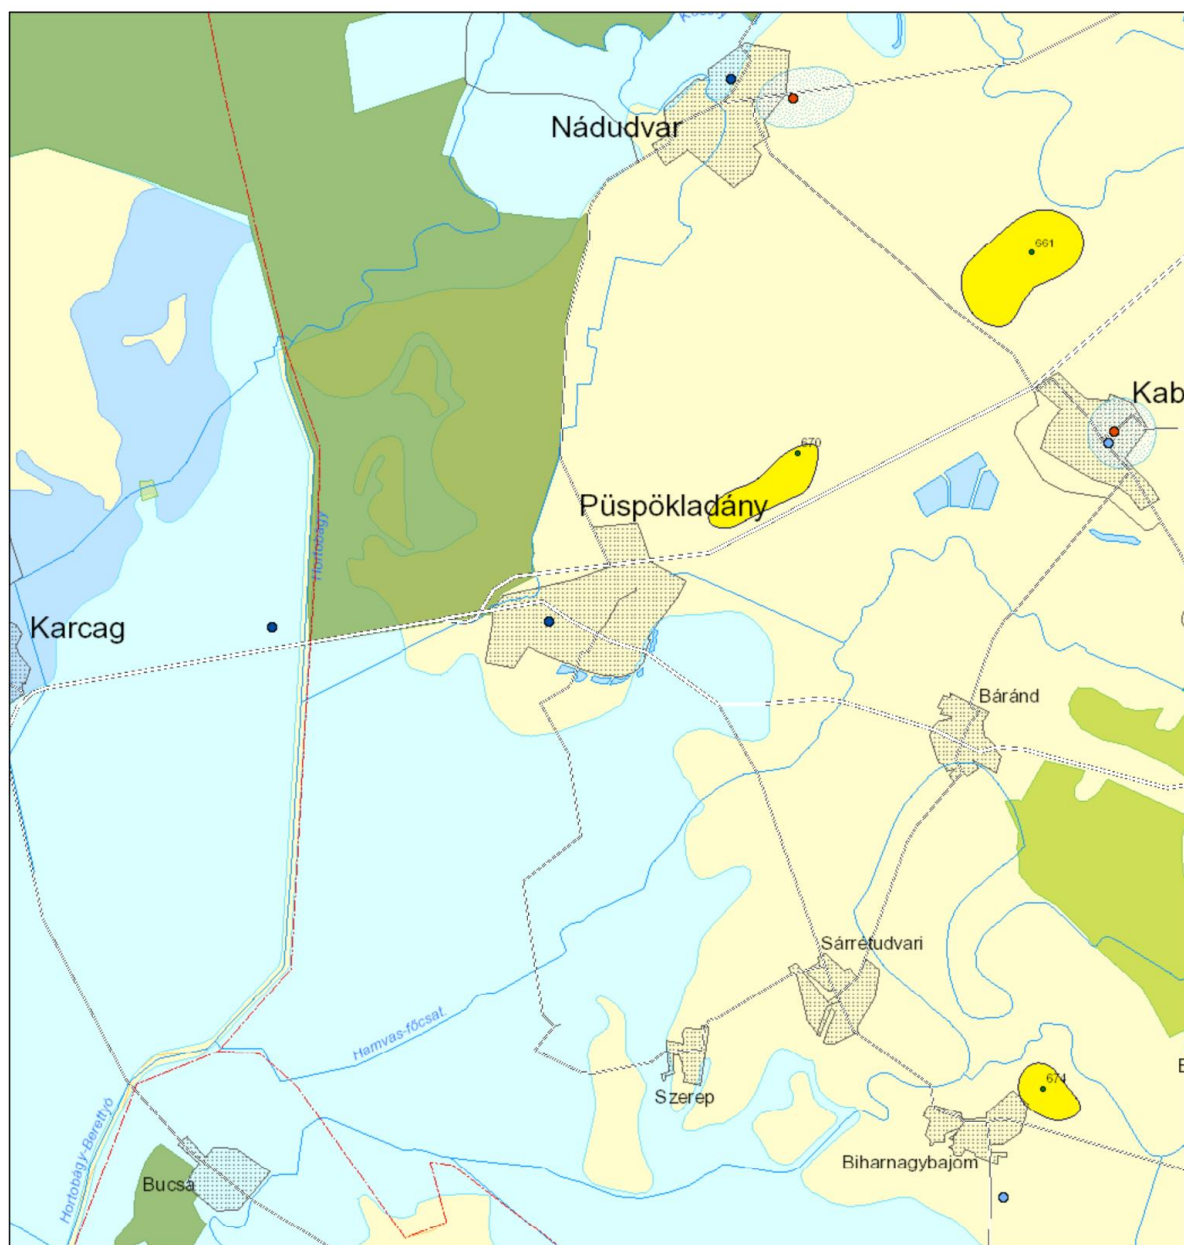 Nádudvar
661
Kab
670
Püspökladány
Hortobágy
Karcag
Báránd
Sárrétudvari
Hamvas-főcsat.
Szerep
674
Hortobágy-Berettyó
Biharnagybajom
Bucsa